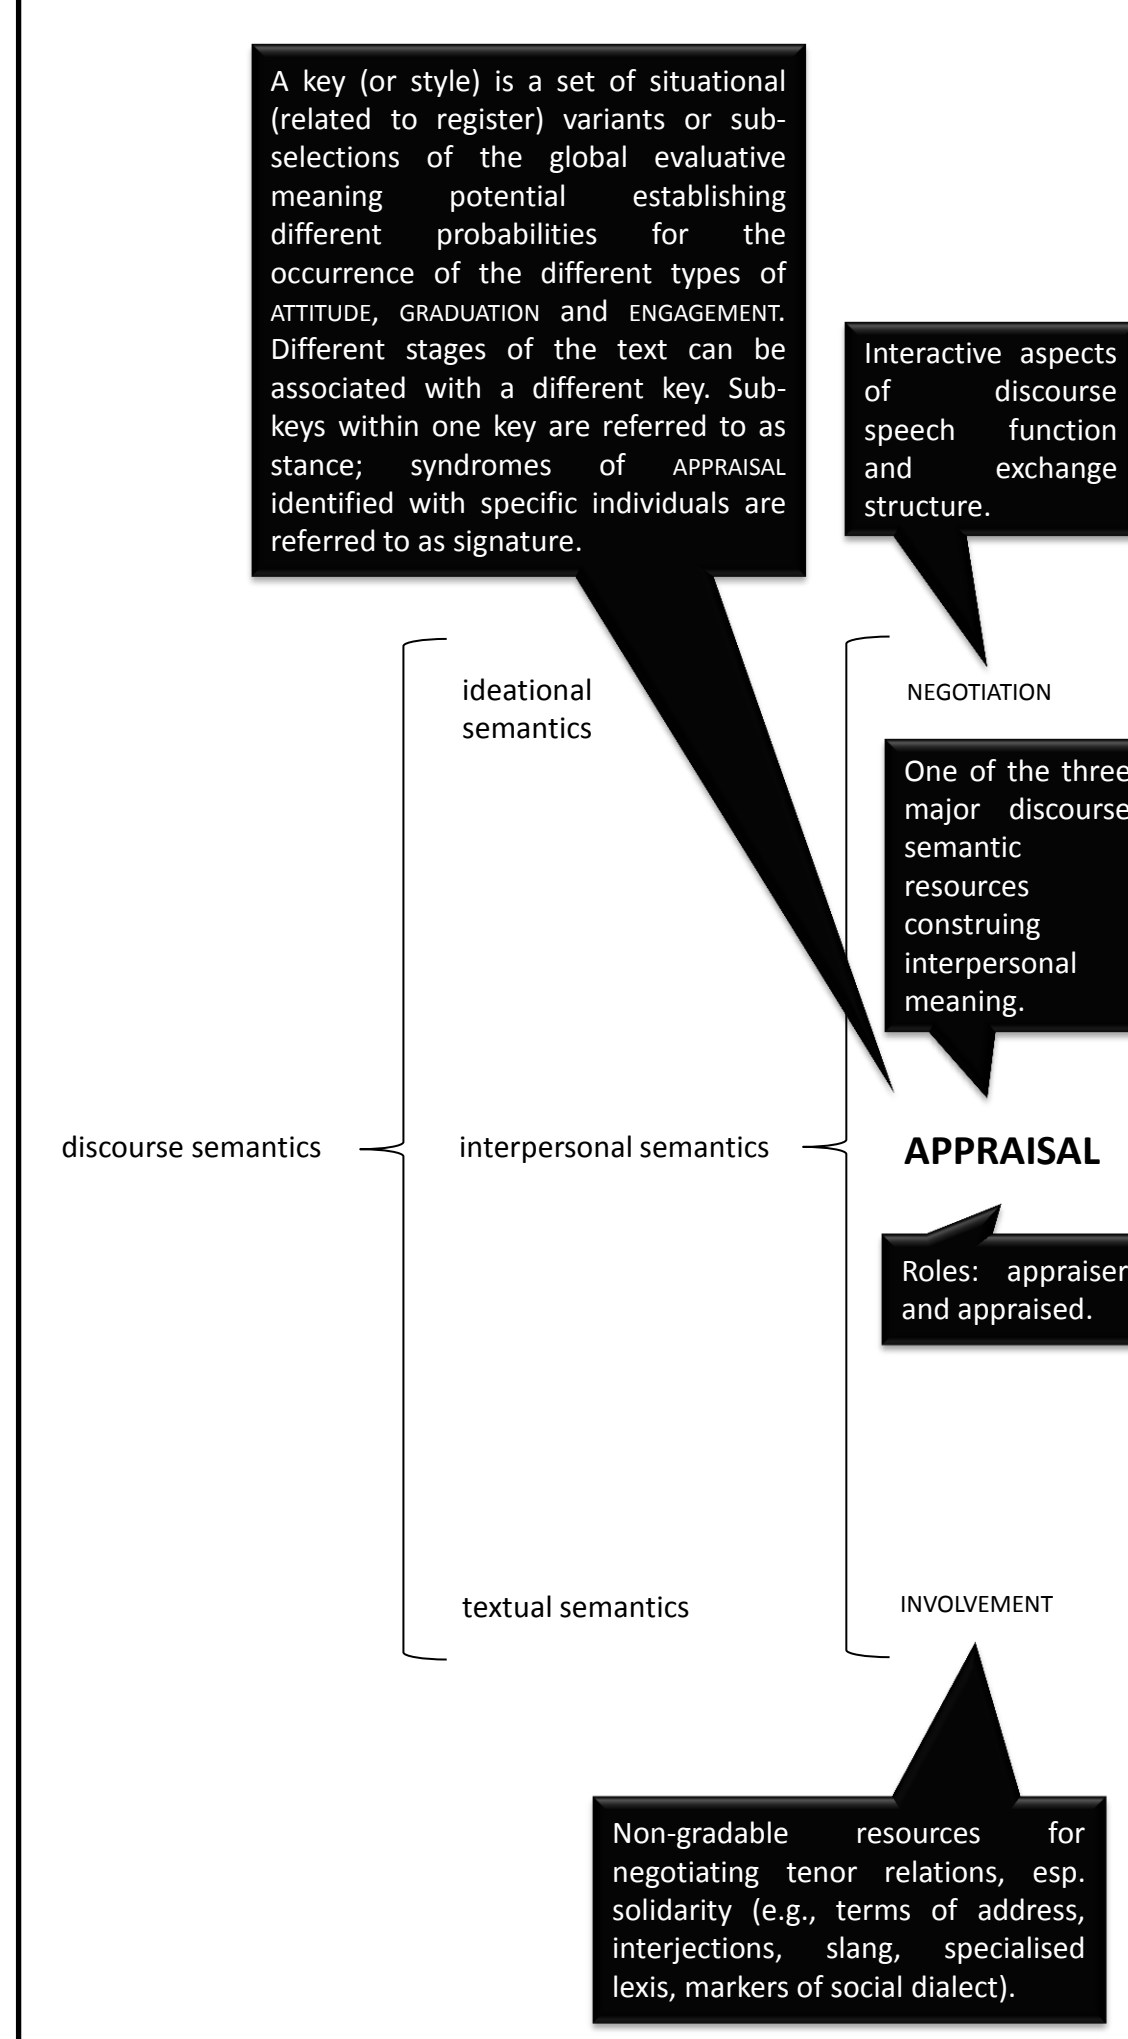 A key (or style) is a set of situational
(related to register) variants or sub-
selections of the global evaluative
meaning potential establishing
different probabilities for the
occurrence of the different types of
ATTITUDE, GRADUATION and ENGAGEMENT.
Different stages of the text can be
associated with a different key. Sub-
keys within one key are referred to as
stance; syndromes of APPRAISAL
identified with specific individuals are
referred to as signature.
Interactive aspects
of discourse
speech function
and exchange
structure.
ideational
semantics
NEGOTIATION
One of the three
major discourse
semantic
resources
construing
interpersonal
meaning.
discourse semantics
interpersonal semantics
APPRAISAL
Roles: appraiser
and appraised.
textual semantics
INVOLVEMENT
Non-gradable resources for
negotiating tenor relations, esp.
solidarity (e.g., terms of address,
interjections, slang, specialised
lexis, markers of social dialect).